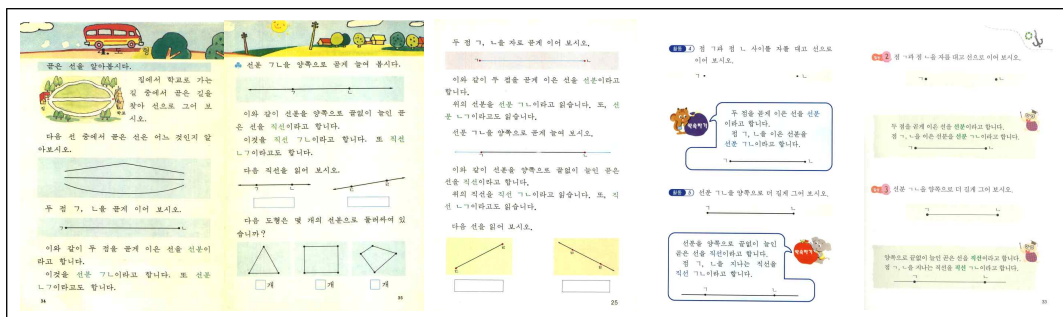 곧은 선을 알아봅시다.
집에서 학교로 가는
길 중에서 곧은 길을
찾아 선으로 그어 보
시오.
다음 선 중에서 곧은 선은 어느 것인지 알
아보시오.
두 점 ㄱ, ㄴ을 곧게 이어 보시오.
ㄱ ㄴ
이와 같이 두 점을 곧게 이은 선을 선분이
라고 합니다.
이것을 선분 ㄱㄴ이라고 합니다. 또 선분
ㄴㄱ이라고도 합니다.
34
선분 ㄱㄴ을 양쪽으로 곧게 늘여 봅시다.
ㄱ ㄴ
이와 같이 선분을 양쪽으로 끝없이 늘인 곧
은 선을 직선이라고 합니다.
이것을 직선 ㄱㄴ이라고 합니다. 또 직선
ㄴㄱ이라고도 합니다.
다음 직선을 읽어 보시오.
다음 도형은 몇 개의 선분으로 둘러싸여 있
습니까?
개 개 개
35
두 점 ㄱ, ㄴ을 자로 곧게 이어 보시오.
ㄱ ㄴ
이와 같이 두 점을 곧게 이은 선을 선분이라고
합니다.
위의 선분을 선분 ㄱㄴ이라고 읽습니다. 또, 선
분 ㄴㄱ이라고도 읽습니다.
선분 ㄱㄴ을 양쪽으로 곧게 늘여 보시오.
ㄱ ㄴ
이와 같이 선분을 양쪽으로 끝없이 늘인 곧은
선을 직선이라고 합니다.
위의 직선을 직선 ㄱㄴ이라고 읽습니다. 또, 직
선 ㄴㄱ이라고도 읽습니다.
다음 선을 읽어 보시오.
25
활동 4 점 ㄱ과 점 ㄴ 사이를 자를 대고 선으로
이어 보시오.
ㄱ ㄴ
약속하기
두 점을 곧게 이은 선을 선분
이라고 합니다.
점 ㄱ, ㄴ을 이은 선분을
선분 ㄱㄴ이라고 합니다.
ㄱ ㄴ
활동 5 선분 ㄱㄴ을 양쪽으로 더 길게 그어 보시오.
ㄱ ㄴ
선분을 양쪽으로 끝없이 늘인
곧은 선을 직선이라고 합니다.
점 ㄱ, ㄴ을 지나는 직선을
직선 ㄱㄴ이라고 합니다.
약속하기
ㄱ ㄴ
활동 2 점 ㄱ과 점 ㄴ을 자를 대고 선으로 이어 보시오.
ㄱ ㄴ
두 점을 곧게 이은 선을 선분이라고 합니다.
점 ㄱ, ㄴ을 이은 선분을 선분 ㄱㄴ이라고 합니다.
ㄱ ㄴ
활동 3 선분 ㄱㄴ을 양쪽으로 더 길게 그어 보시오.
ㄱ ㄴ
양쪽으로 끝없이 늘인 곧은 선을 직선이라고 합니다.
점 ㄱ, ㄴ을 지나는 직선을 직선 ㄱㄴ이라고 합니다.
ㄱ ㄴ
33